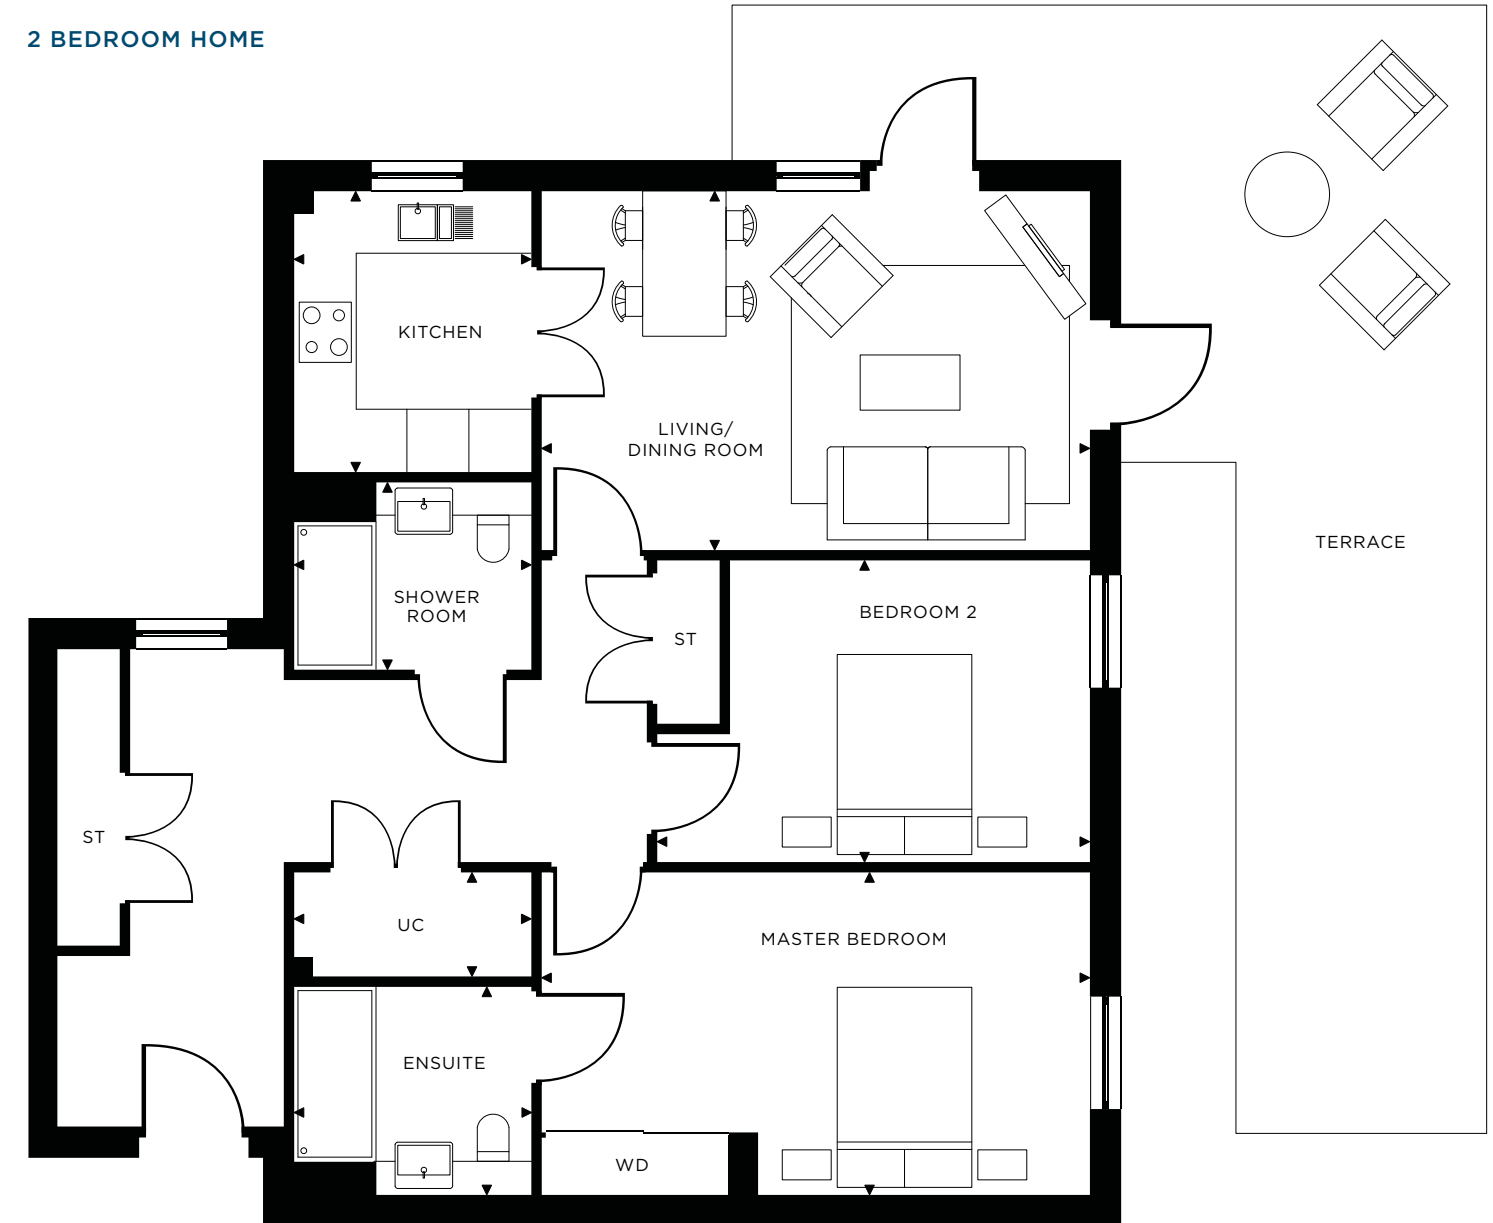 2 BEDROOM HOME
KITCHEN
LIVING/
DINING ROOM
TERRACE
SHOWER
ROOM
ST
BEDROOM 2
ST
UC
MASTER BEDROOM
ENSUITE
WD